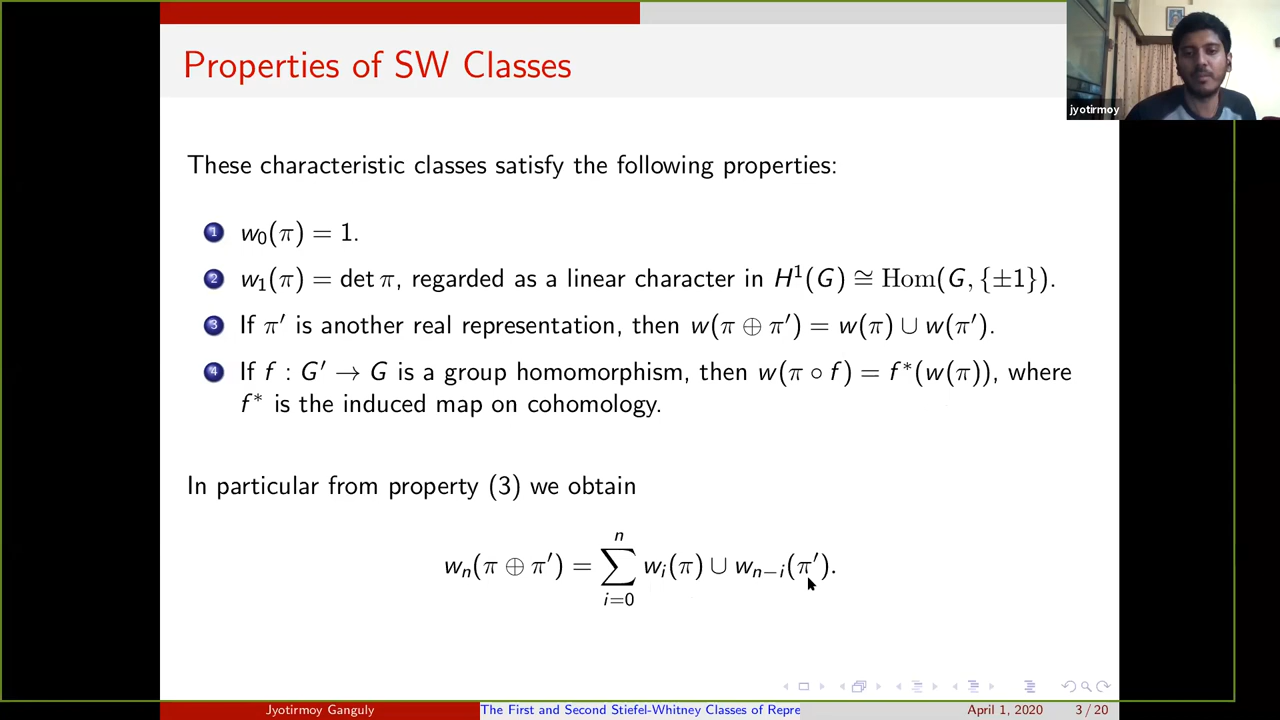 Properties of SW Classes
jyotirmoy
These characteristic classes satisfy the following properties:
1 w₀(π) = 1.
2 w₁(π) = det π, regarded as a linear character in H¹(G) ≅ Hom(G, {±1}).
3 If π′ is another real representation, then w(π ⊕ π′) = w(π) ∪ w(π′).
4 If f : G′ → G is a group homomorphism, then w(π ∘ f) = f*(w(π)), where
f* is the induced map on cohomology.
In particular from property (3) we obtain
wₙ(π ⊕ π′) = ∑ᵢ₌₀ⁿ wᵢ(π) ∪ wₙ₋ᵢ(π′).
Jyotirmoy Ganguly The First and Second Stiefel-Whitney Classes of Repre April 1, 2020 3 / 20